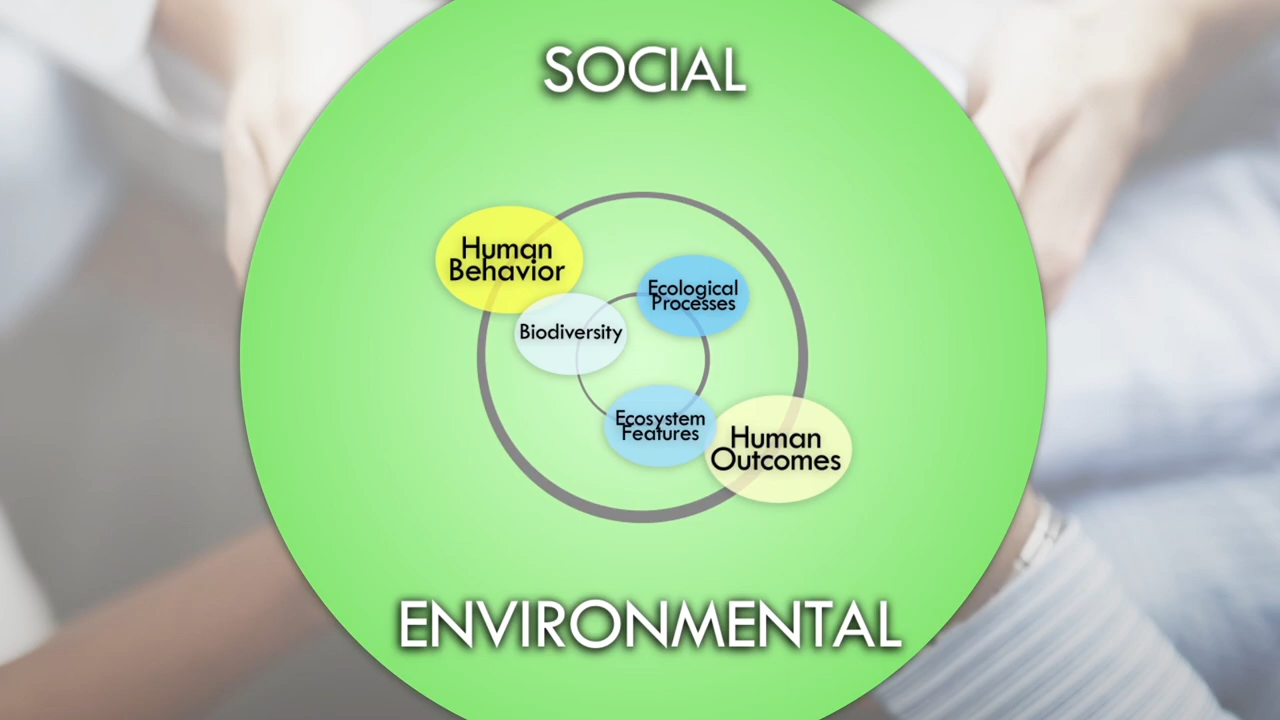 SOCIAL
Human
Behavior
Ecological
Processes
Biodiversity
Ecosystem
Features
Human
Outcomes
ENVIRONMENTAL